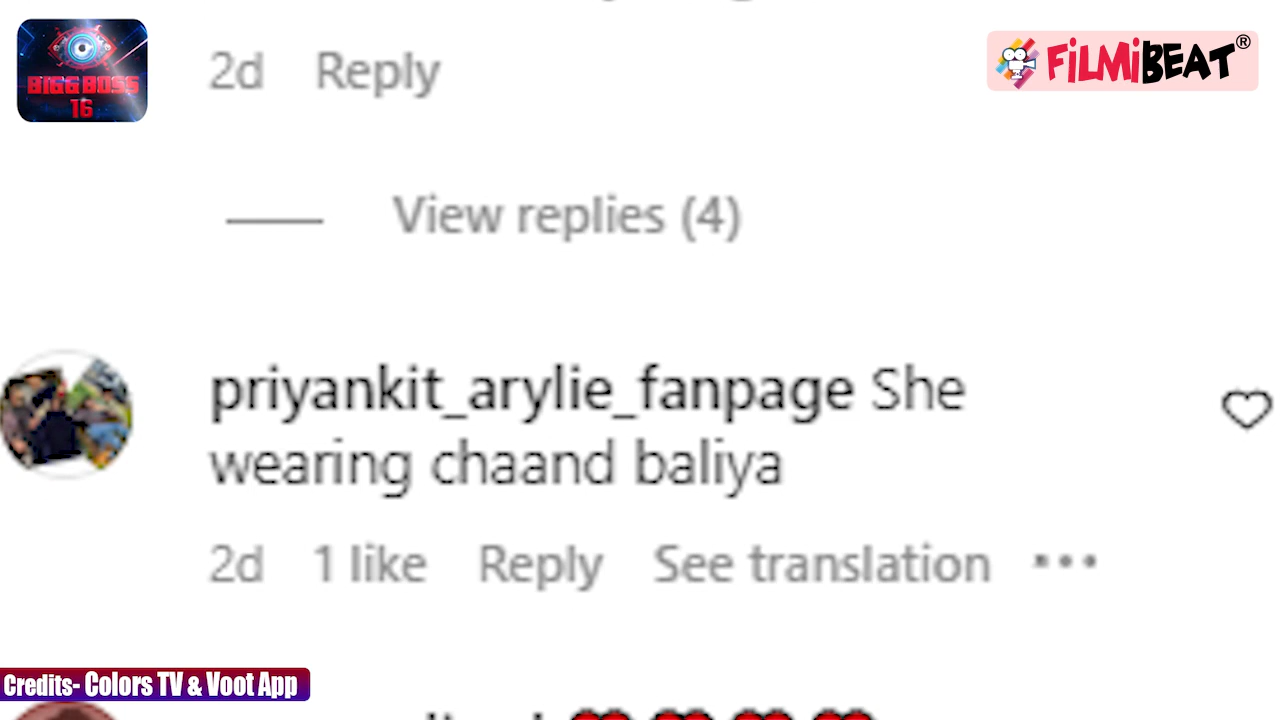 BIGG BOSS
16
FiLMiBEAT®
2d Reply
View replies (4)
priyankit_arylie_fanpage She
wearing chaand baliya
2d 1 like Reply See translation •••
Credits- Colors TV & Voot App